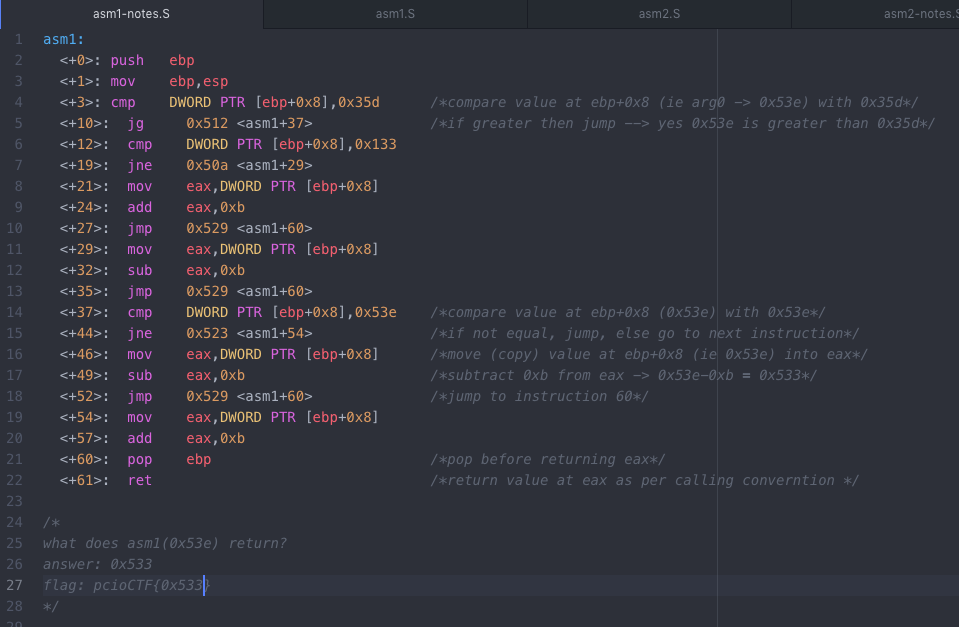 asm1-notes.S asm1.S asm2.S asm2-notes.S
1 asm1:
2 <+0>: push ebp
3 <+1>: mov ebp,esp
4 <+3>: cmp DWORD PTR [ebp+0x8],0x35d /*compare value at ebp+0x8 (ie arg0 -> 0x53e) with 0x35d*/
5 <+10>: jg 0x512 <asm1+37> /*if greater then jump --> yes 0x53e is greater than 0x35d*/
6 <+12>: cmp DWORD PTR [ebp+0x8],0x133
7 <+19>: jne 0x50a <asm1+29>
8 <+21>: mov eax,DWORD PTR [ebp+0x8]
9 <+24>: add eax,0xb
10 <+27>: jmp 0x529 <asm1+60>
11 <+29>: mov eax,DWORD PTR [ebp+0x8]
12 <+32>: sub eax,0xb
13 <+35>: jmp 0x529 <asm1+60>
14 <+37>: cmp DWORD PTR [ebp+0x8],0x53e /*compare value at ebp+0x8 (0x53e) with 0x53e*/
15 <+44>: jne 0x523 <asm1+54> /*if not equal, jump, else go to next instruction*/
16 <+46>: mov eax,DWORD PTR [ebp+0x8] /*move (copy) value at ebp+0x8 (ie 0x53e) into eax*/
17 <+49>: sub eax,0xb /*subtract 0xb from eax -> 0x53e-0xb = 0x533*/
18 <+52>: jmp 0x529 <asm1+60> /*jump to instruction 60*/
19 <+54>: mov eax,DWORD PTR [ebp+0x8]
20 <+57>: add eax,0xb
21 <+60>: pop ebp /*pop before returning eax*/
22 <+61>: ret /*return value at eax as per calling converntion */
23
24 /*
25 what does asm1(0x53e) return?
26 answer: 0x533
27 flag: pcioCTF{0x533}
28 */
29